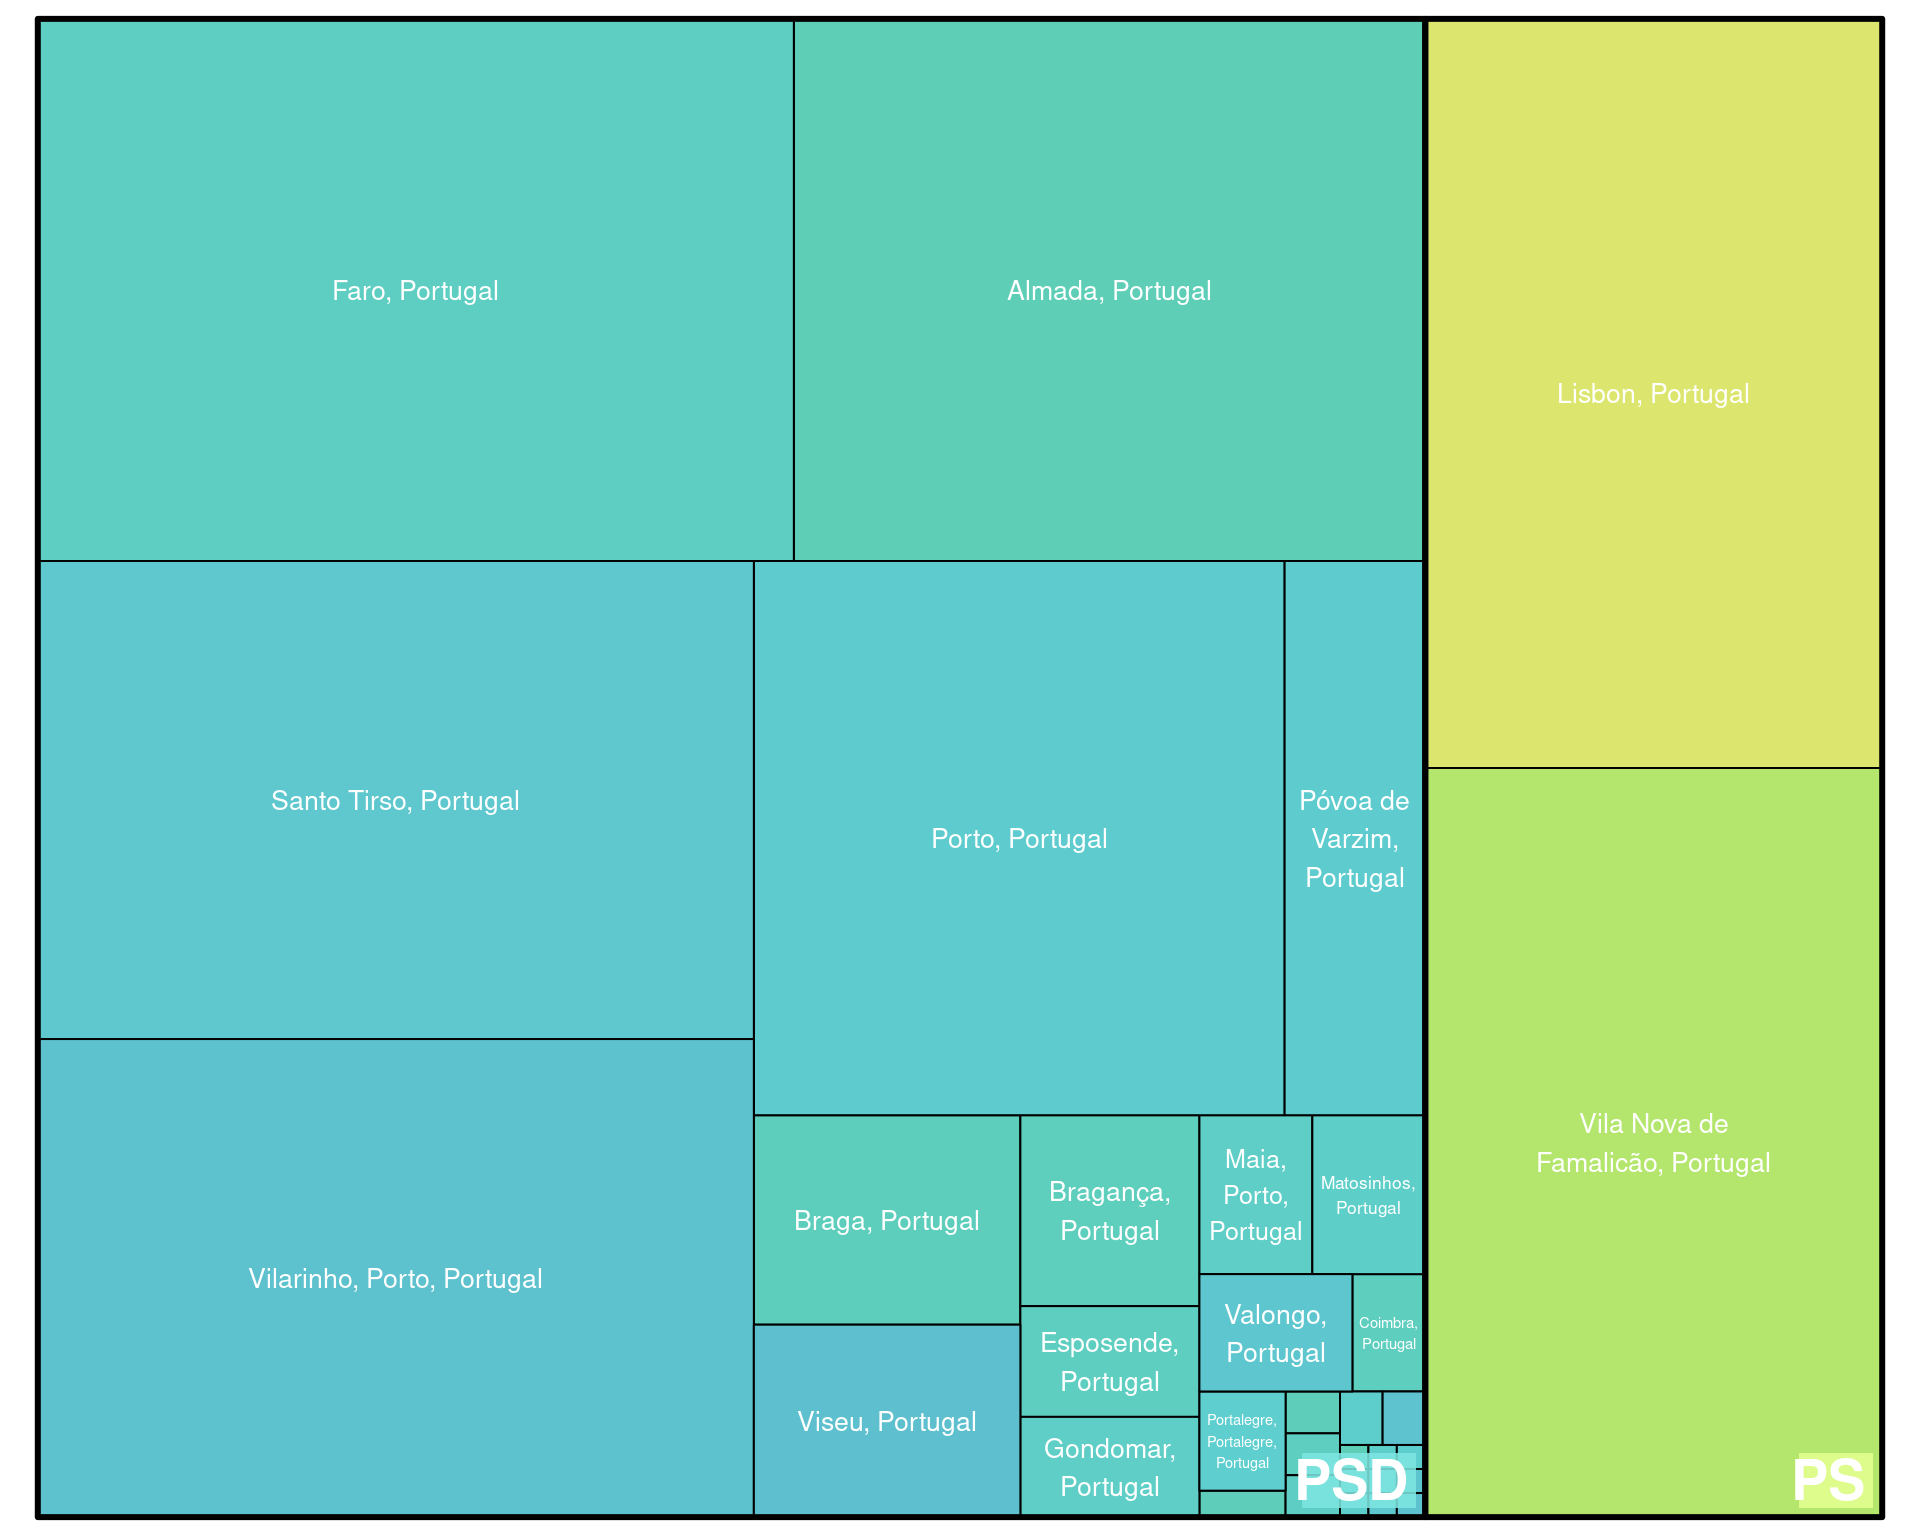 Faro, Portugal
Almada, Portugal
Lisbon, Portugal
Santo Tirso, Portugal
Porto, Portugal
Póvoa de
Varzim,
Portugal
Vilarinho, Porto, Portugal
Braga, Portugal
Bragança,
Portugal
Maia,
Porto,
Portugal
Matosinhos,
Portugal
Vila Nova de
Famalicão, Portugal
Viseu, Portugal
Esposende,
Portugal
Valongo,
Portugal
Coimbra,
Portugal
Gondomar,
Portugal
Portalegre,
Portalegre,
Portugal
PSD
PS